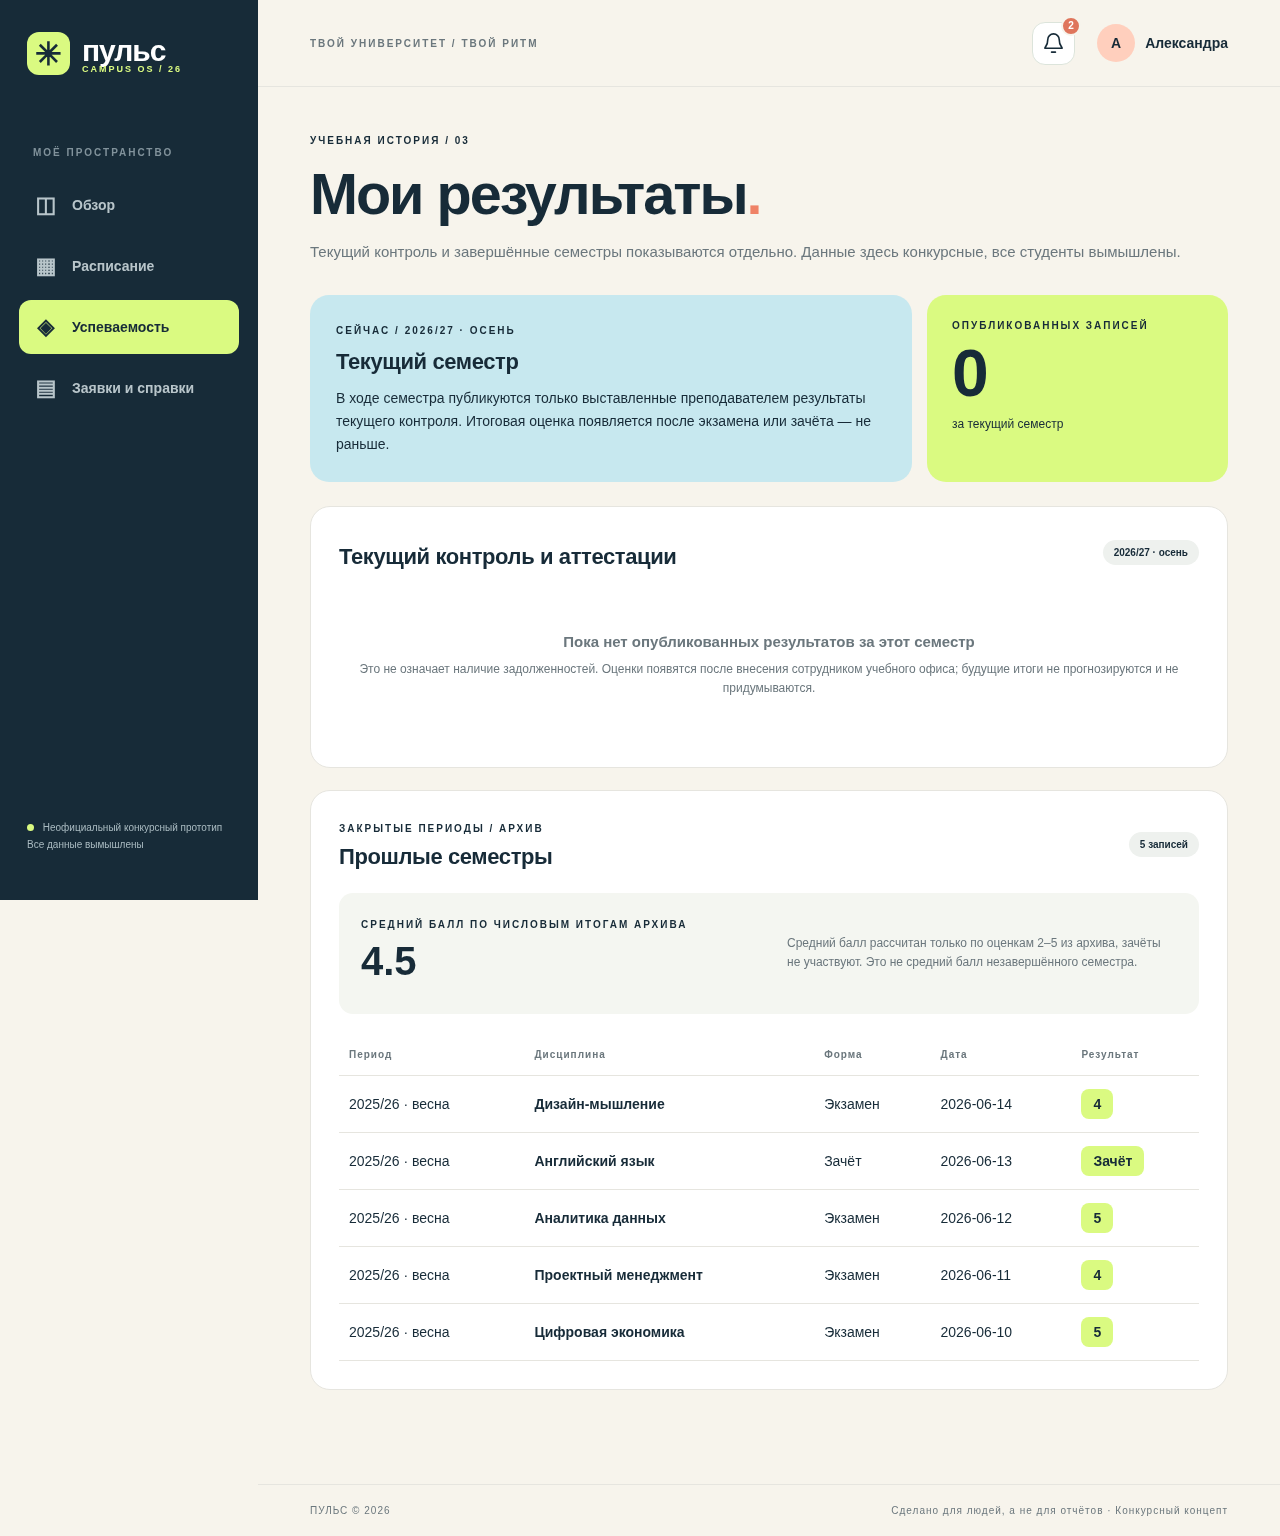 пульс
CAMPUS OS / 26
МОЁ ПРОСТРАНСТВО
Обзор
Расписание
Успеваемость
Заявки и справки
Неофициальный конкурсный прототип
Все данные вымышлены
ТВОЙ УНИВЕРСИТЕТ / ТВОЙ РИТМ
2
А
Александра
УЧЕБНАЯ ИСТОРИЯ / 03
Мои результаты.
Текущий контроль и завершённые семестры показываются отдельно. Данные здесь конкурсные, все студенты вымышлены.
СЕЙЧАС / 2026/27 · ОСЕНЬ
Текущий семестр
В ходе семестра публикуются только выставленные преподавателем результаты
текущего контроля. Итоговая оценка появляется после экзамена или зачёта — не
раньше.
ОПУБЛИКОВАННЫХ ЗАПИСЕЙ
0
за текущий семестр
Текущий контроль и аттестации
2026/27 · осень
Пока нет опубликованных результатов за этот семестр
Это не означает наличие задолженностей. Оценки появятся после внесения сотрудником учебного офиса; будущие итоги не прогнозируются и не
придумываются.
ЗАКРЫТЫЕ ПЕРИОДЫ / АРХИВ
Прошлые семестры
5 записей
СРЕДНИЙ БАЛЛ ПО ЧИСЛОВЫМ ИТОГАМ АРХИВА
4.5
Средний балл рассчитан только по оценкам 2–5 из архива, зачёты
не участвуют. Это не средний балл незавершённого семестра.
Период Дисциплина Форма Дата Результат
2025/26 · весна Дизайн-мышление Экзамен 2026-06-14 4
2025/26 · весна Английский язык Зачёт 2026-06-13 Зачёт
2025/26 · весна Аналитика данных Экзамен 2026-06-12 5
2025/26 · весна Проектный менеджмент Экзамен 2026-06-11 4
2025/26 · весна Цифровая экономика Экзамен 2026-06-10 5
ПУЛЬС © 2026
Сделано для людей, а не для отчётов · Конкурсный концепт